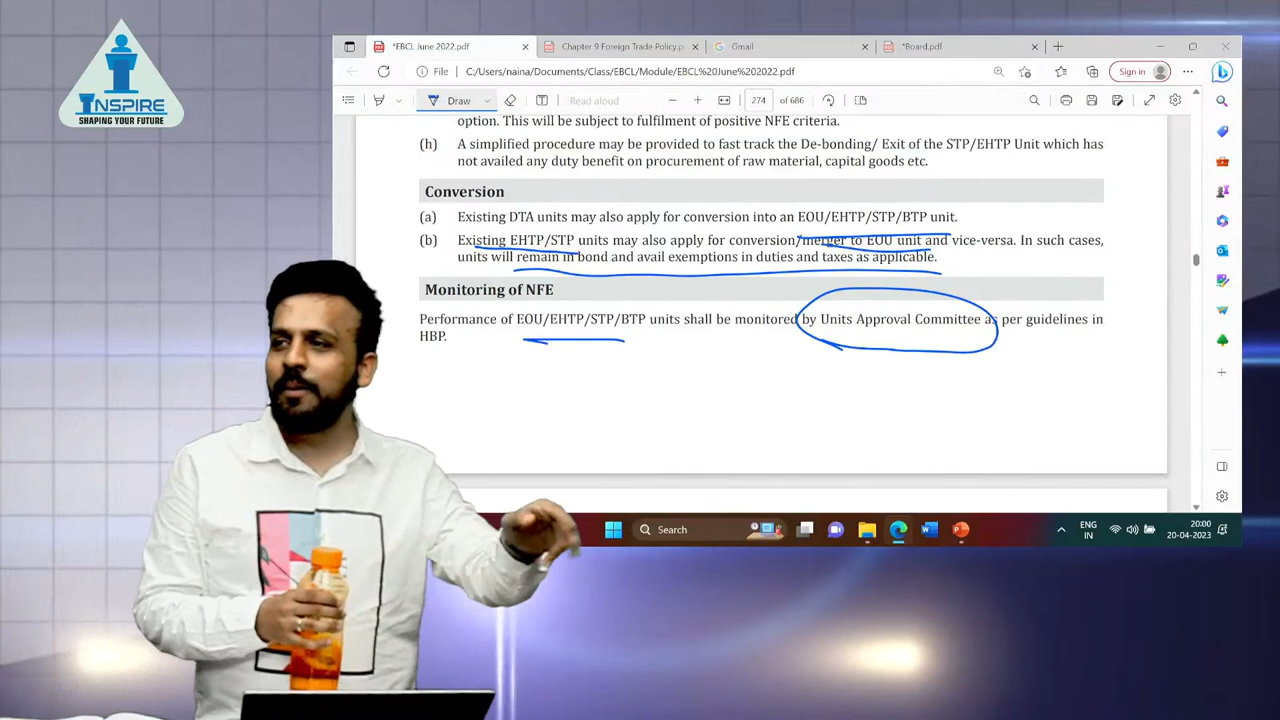 INSPIRE
SHAPING YOUR FUTURE
*EBCL June 2022.pdf
Chapter 9 Foreign Trade Policy.p
Gmail
*Board.pdf
File
C:/Users/naina/Documents/Class/EBCL/Module/EBCL%20June%202022.pdf
Sign in
Draw
Read aloud
274
of 686
option. This will be subject to fulfilment of positive NFE criteria.
(h) A simplified procedure may be provided to fast track the De-bonding/ Exit of the STP/EHTP Unit which has
not availed any duty benefit on procurement of raw material, capital goods etc.
Conversion
(a) Existing DTA units may also apply for conversion into an EOU/EHTP/STP/BTP unit.
(b) Existing EHTP/STP units may also apply for conversion/merger to EOU unit and vice-versa. In such cases,
units will remain in bond and avail exemptions in duties and taxes as applicable.
Monitoring of NFE
Performance of EOU/EHTP/STP/BTP units shall be monitored by Units Approval Committee as per guidelines in
HBP.
Search
ENG
IN
20:00
20-04-2023